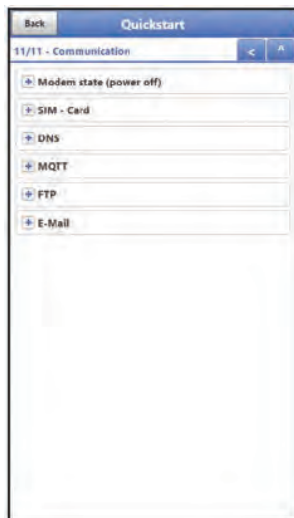 Back Quickstart
11/11 - Communication < ^
+ Modem state (power off)
+ SIM - Card
+ DNS
+ MQTT
+ FTP
+ E-Mail